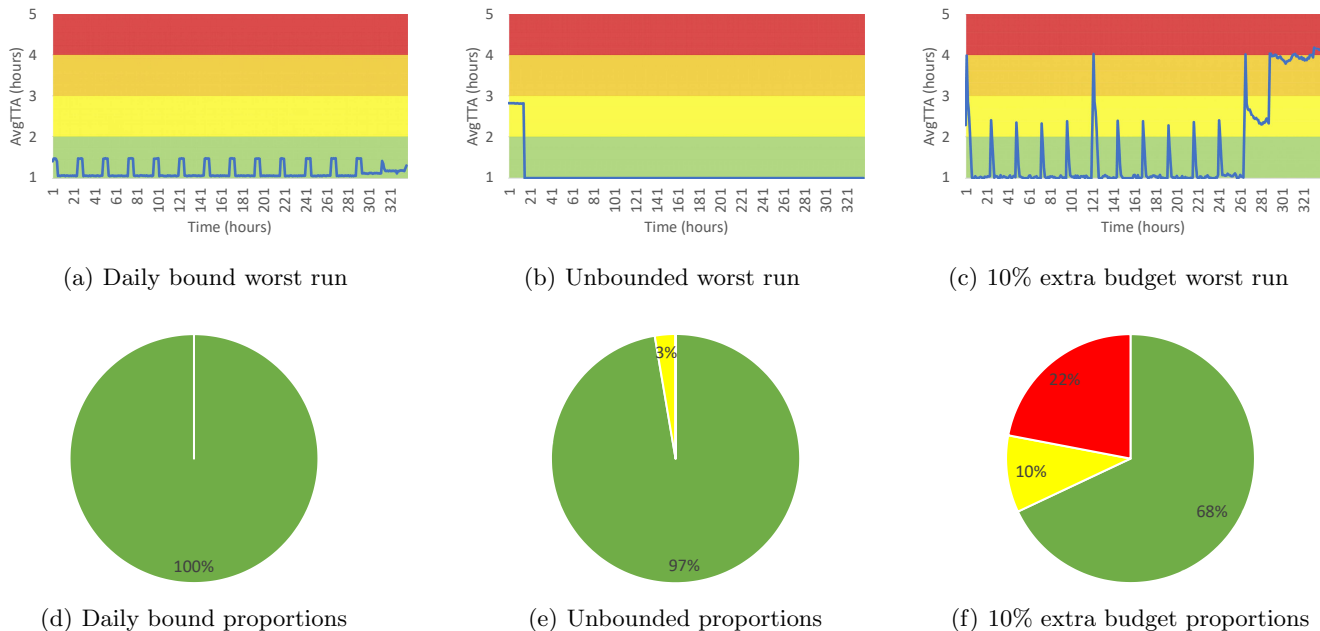 5
4
3
2
1
AvgTTA (hours)
1 21 41 61 81 101 121 141 161 181 201 221 241 261 281 301 321
Time (hours)
(a) Daily bound worst run
5
4
3
2
1
AvgTTA (hours)
1 21 41 61 81 101 121 141 161 181 201 221 241 261 281 301 321
Time (hours)
(b) Unbounded worst run
5
4
3
2
1
AvgTTA (hours)
1 21 41 61 81 101 121 141 161 181 201 221 241 261 281 301 321
Time (hours)
(c) 10% extra budget worst run
100%
(d) Daily bound proportions
3%
97%
(e) Unbounded proportions
22%
10%
68%
(f) 10% extra budget proportions